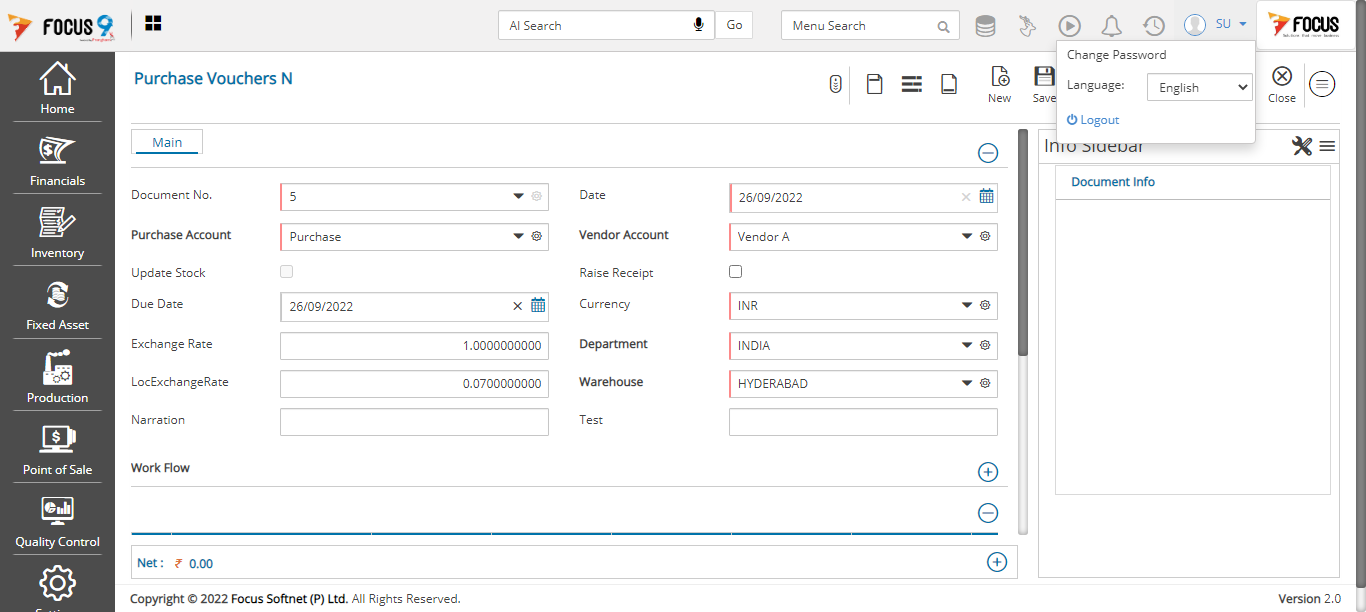 FOCUS 9
AI Search
Go
Menu Search
SU
FOCUS
Change Password
Language:
English
Logout
Home
Financials
Inventory
Fixed Asset
Production
Point of Sale
Quality Control
Purchase Vouchers N
New
Save
Close
Main
Info Sidebar
Document Info
Document No.
5
Date
26/09/2022
Purchase Account
Purchase
Vendor Account
Vendor A
Update Stock
Raise Receipt
Due Date
26/09/2022
Currency
INR
Exchange Rate
1.0000000000
Department
INDIA
LocExchangeRate
0.0700000000
Warehouse
HYDERABAD
Narration
Test
Work Flow
Net : ₹ 0.00
Copyright © 2022 Focus Softnet (P) Ltd. All Rights Reserved.
Version 2.0